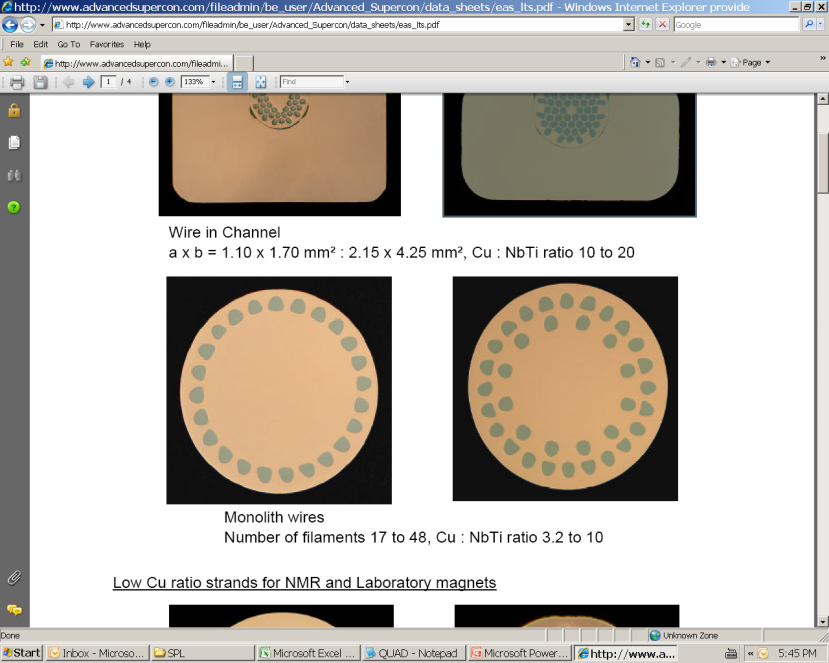 http://www.advancedsupercon.com/fileadmin/be_user/Advanced_Supercon/data_sheets/eas_lts.pdf - Windows Internet Explorer provide
http://www.advancedsupercon.com/fileadmin/be_user/Advanced_Supercon/data_sheets/eas_lts.pdf
Google
File Edit Go To Favorites Help
http://www.advancedsupercon.com/fileadmi...
Page
1 / 4 133% Find
Wire in Channel
a x b = 1.10 x 1.70 mm² : 2.15 x 4.25 mm², Cu : NbTi ratio 10 to 20
Monolith wires
Number of filaments 17 to 48, Cu : NbTi ratio 3.2 to 10
Low Cu ratio strands for NMR and Laboratory magnets
Done
Unknown Zone
Start
Inbox - Microso...
SPL
Microsoft Excel ...
QUAD - Notepad
Microsoft Power...
http://www.a...
5:45 PM